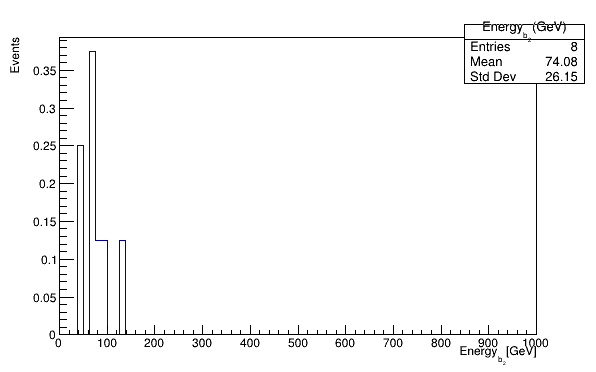 Energy_b2(GeV)
Entries 8
Mean 74.08
Std Dev 26.15
Events
0.35
0.3
0.25
0.2
0.15
0.1
0.05
0
0 100 200 300 400 500 600 700 800 900 1000
Energy_b2[GeV]